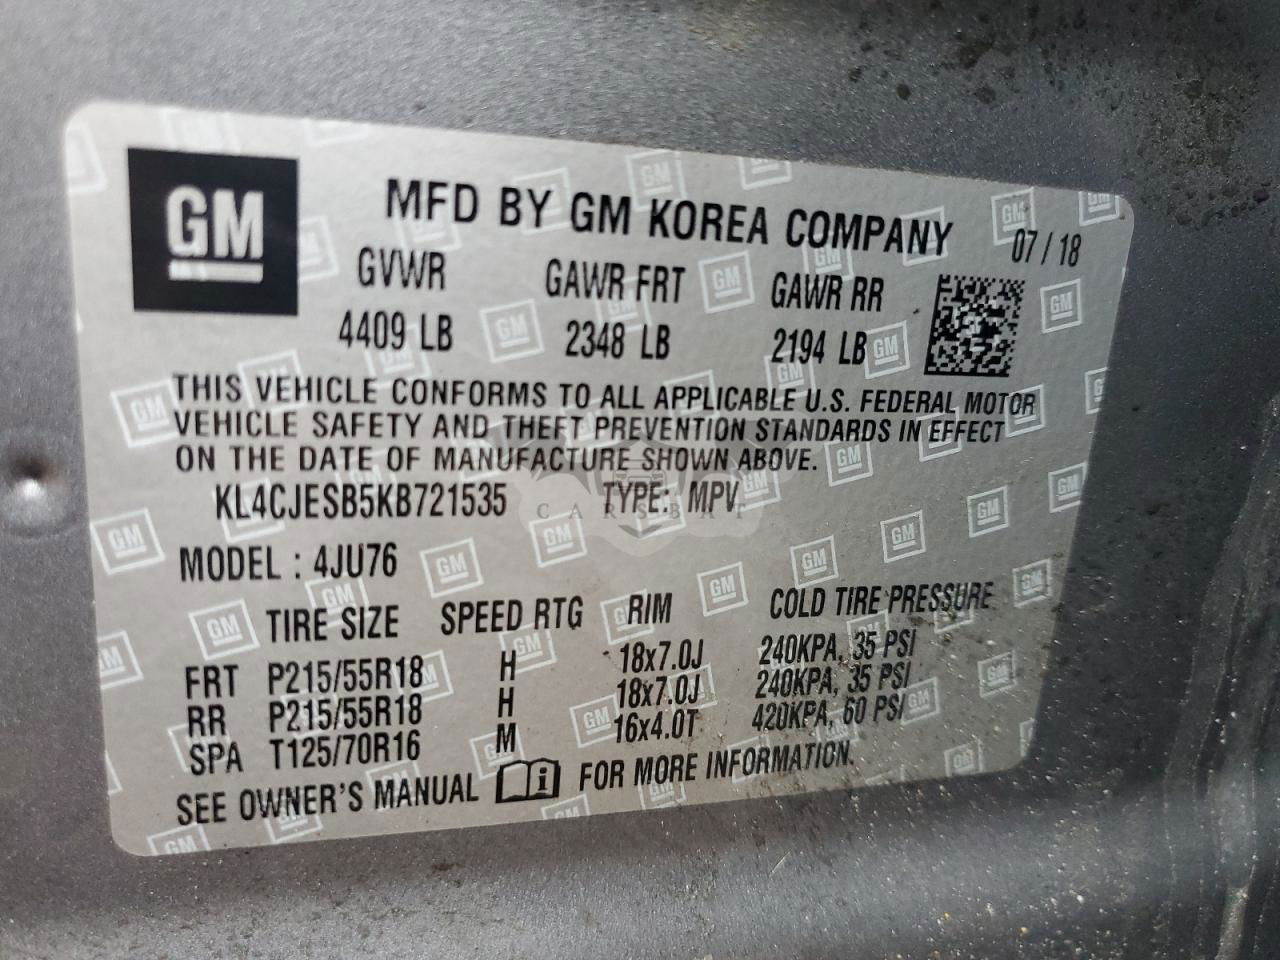 GM
MFD BY GM KOREA COMPANY 07 / 18
GVWR GAWR FRT GAWR RR
4409 LB 2348 LB 2194 LB
THIS VEHICLE CONFORMS TO ALL APPLICABLE U.S. FEDERAL MOTOR
VEHICLE SAFETY AND THEFT PREVENTION STANDARDS IN EFFECT
ON THE DATE OF MANUFACTURE SHOWN ABOVE.
KL4CJESB5KB721535 TYPE: MPV
CARSBAT
MODEL : 4JU76
TIRE SIZE SPEED RTG RIM COLD TIRE PRESSURE
FRT P215/55R18 H 18x7.0J 240KPA, 35 PSI
RR P215/55R18 H 18x7.0J 240KPA, 35 PSI
SPA T125/70R16 M 16x4.0T 420KPA, 60 PSI
SEE OWNER'S MANUAL i FOR MORE INFORMATION.